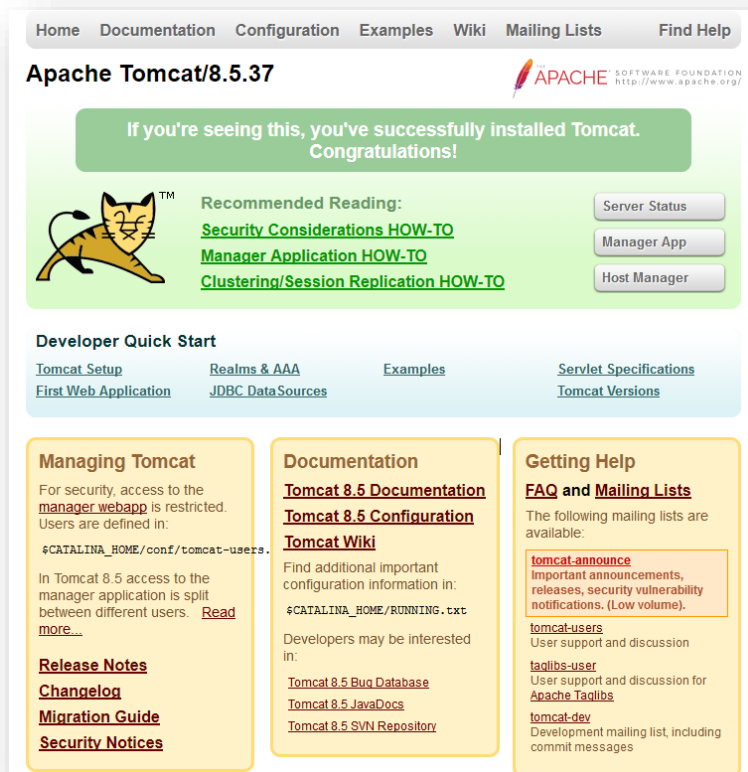 Home Documentation Configuration Examples Wiki Mailing Lists Find Help
Apache Tomcat/8.5.37
THE
APACHE SOFTWARE FOUNDATION
http://www.apache.org/
If you're seeing this, you've successfully installed Tomcat.
Congratulations!
TM
Recommended Reading:
Security Considerations HOW-TO
Manager Application HOW-TO
Clustering/Session Replication HOW-TO
Server Status
Manager App
Host Manager
Developer Quick Start
Tomcat Setup
First Web Application
Realms & AAA
JDBC DataSources
Examples
Servlet Specifications
Tomcat Versions
Managing Tomcat
For security, access to the
manager webapp is restricted.
Users are defined in:
$CATALINA_HOME/conf/tomcat-users.
In Tomcat 8.5 access to the
manager application is split
between different users. Read
more...
Release Notes
Changelog
Migration Guide
Security Notices
Documentation
Tomcat 8.5 Documentation
Tomcat 8.5 Configuration
Tomcat Wiki
Find additional important
configuration information in:
$CATALINA_HOME/RUNNING.txt
Developers may be interested
in:
Tomcat 8.5 Bug Database
Tomcat 8.5 JavaDocs
Tomcat 8.5 SVN Repository
Getting Help
FAQ and Mailing Lists
The following mailing lists are
available:
tomcat-announce
Important announcements,
releases, security vulnerability
notifications. (Low volume).
tomcat-users
User support and discussion
taglibs-user
User support and discussion for
Apache Taglibs
tomcat-dev
Development mailing list, including
commit messages